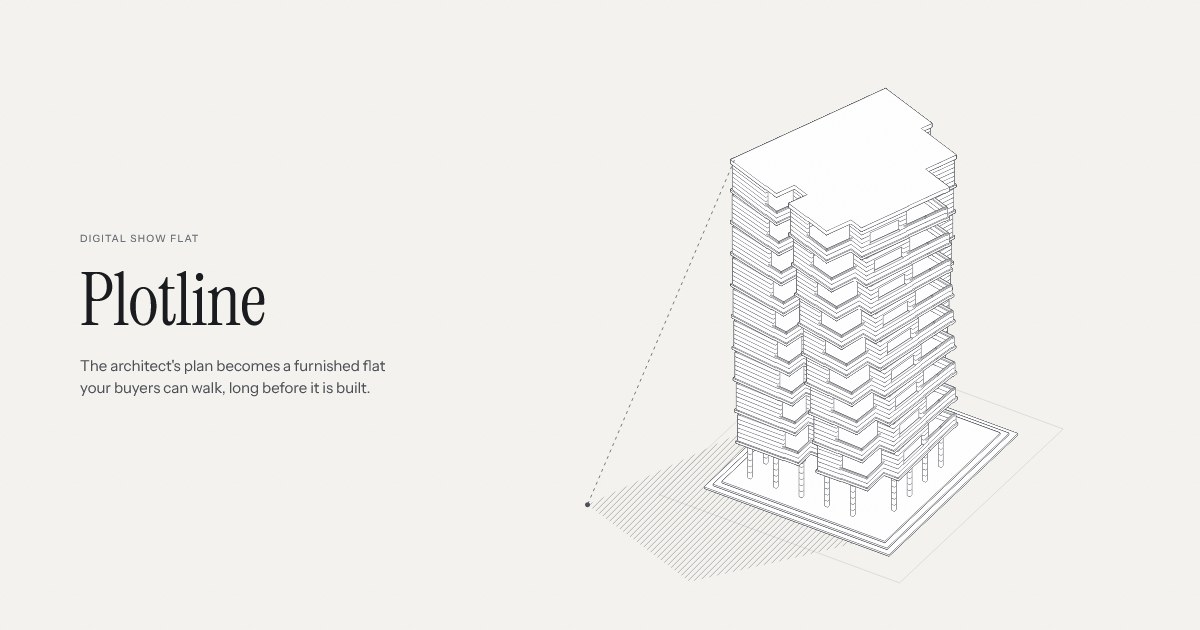 DIGITAL SHOW FLAT
Plotline
The architect's plan becomes a furnished flat
your buyers can walk, long before it is built.